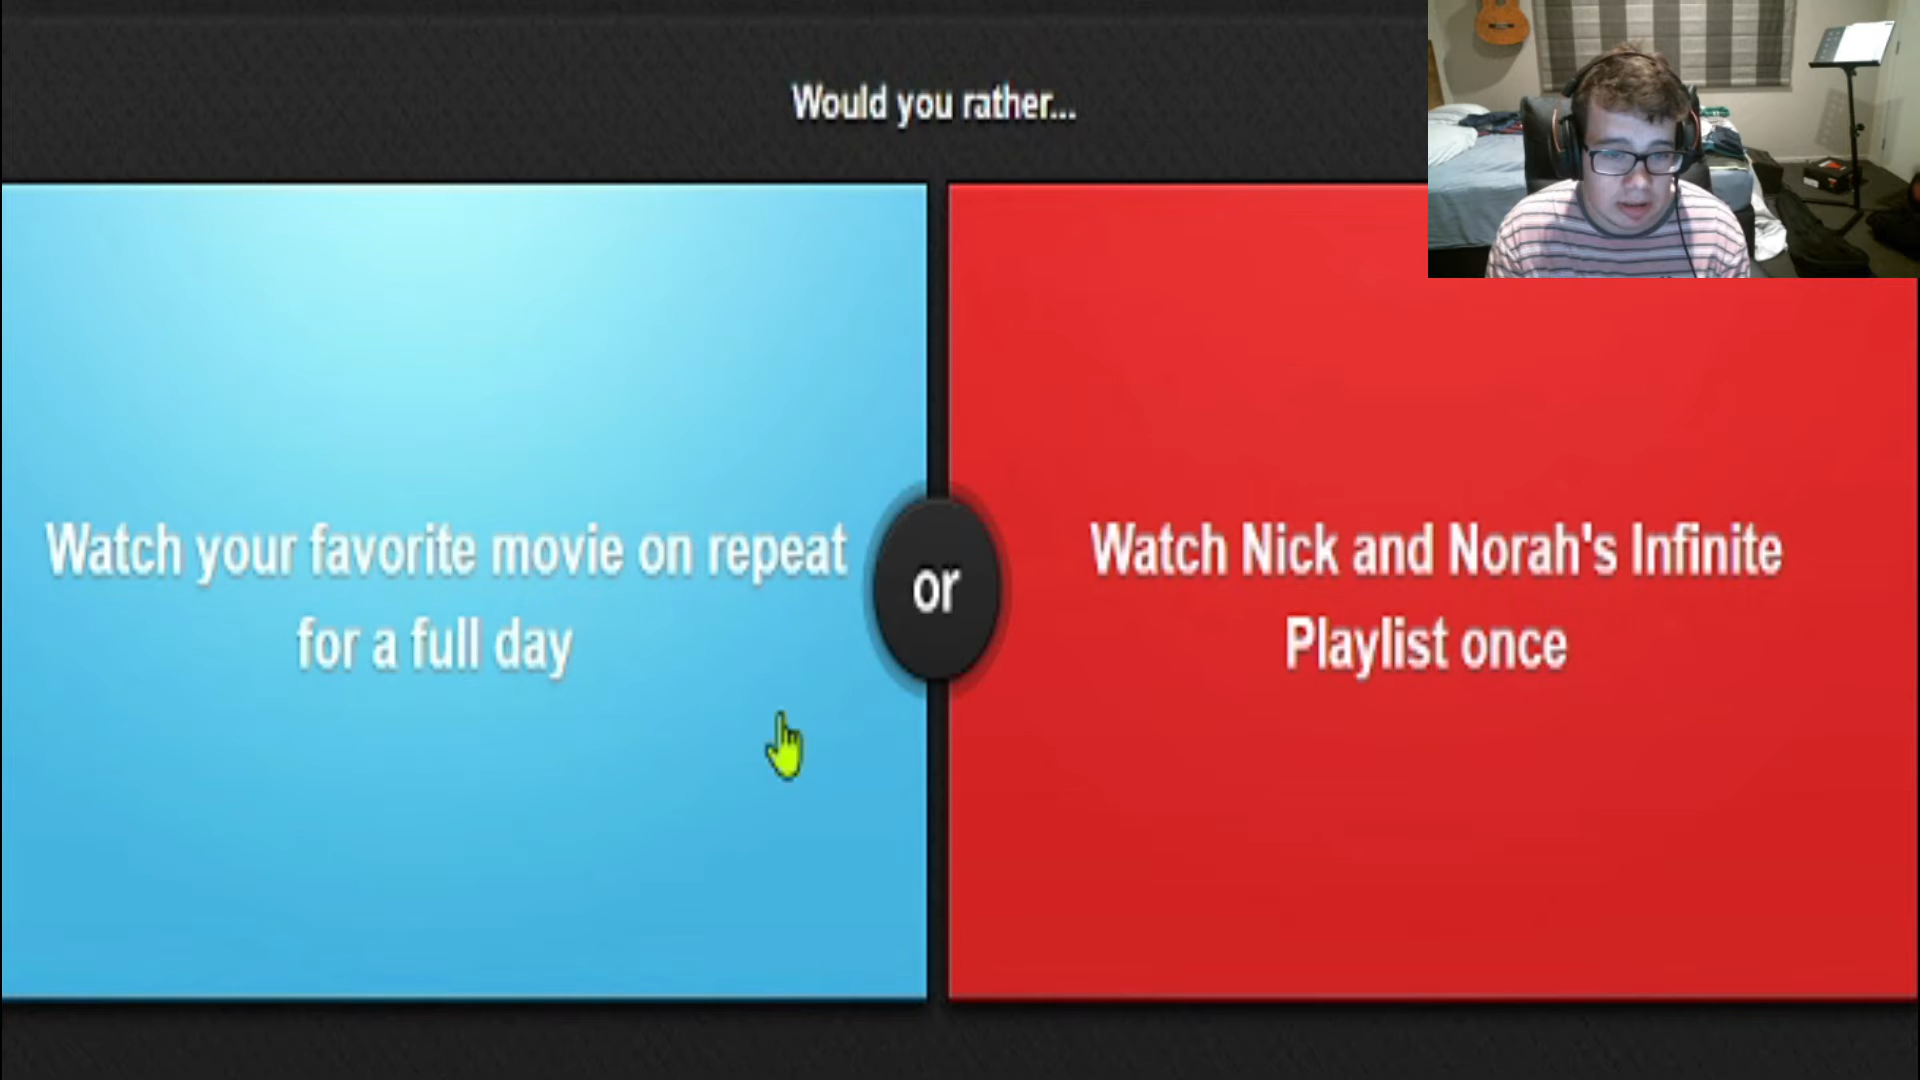 Would you rather...
Watch your favorite movie on repeat
for a full day
or
Watch Nick and Norah's Infinite
Playlist once